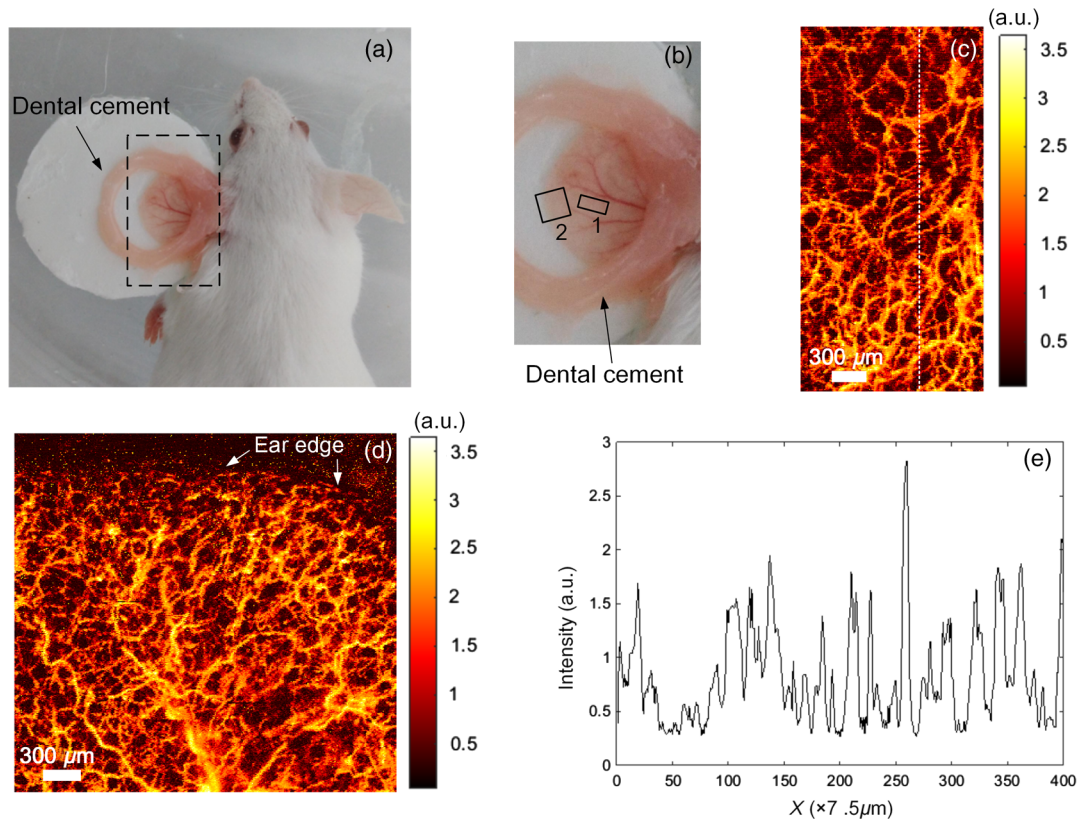 (a)
Dental cement
(b)
1
2
Dental cement
(a.u.)
(c)
3.5
3
2.5
2
1.5
1
0.5
300 µm
(a.u.)
Ear edge
(d)
3.5
3
2.5
2
1.5
1
0.5
300 µm
(e)
3
2.5
2
1.5
1
0.5
0
Intensity (a.u.)
0 50 100 150 200 250 300 350 400
X (×7 .5µm)